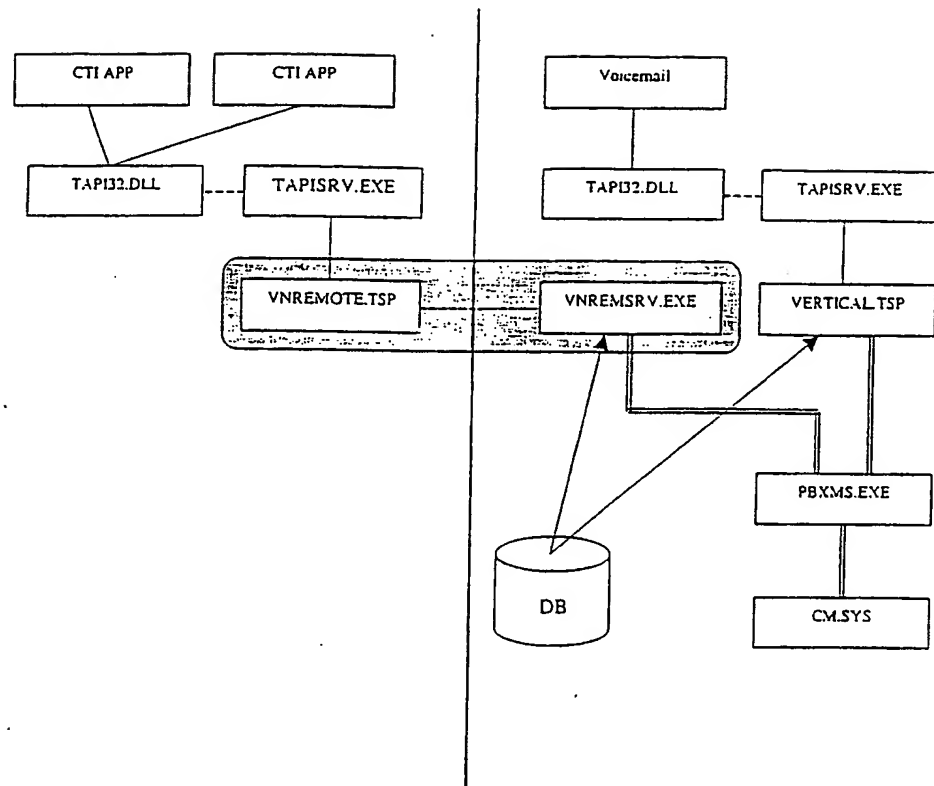 CTI APP
CTI APP
Voicemail
TAPI32.DLL
TAPISRV.EXE
TAPI32.DLL
TAPISRV.EXE
VNREMOTE.TSP
VNREMSRV.EXE
VERTICAL.TSP
PBXMS.EXE
DB
CM.SYS